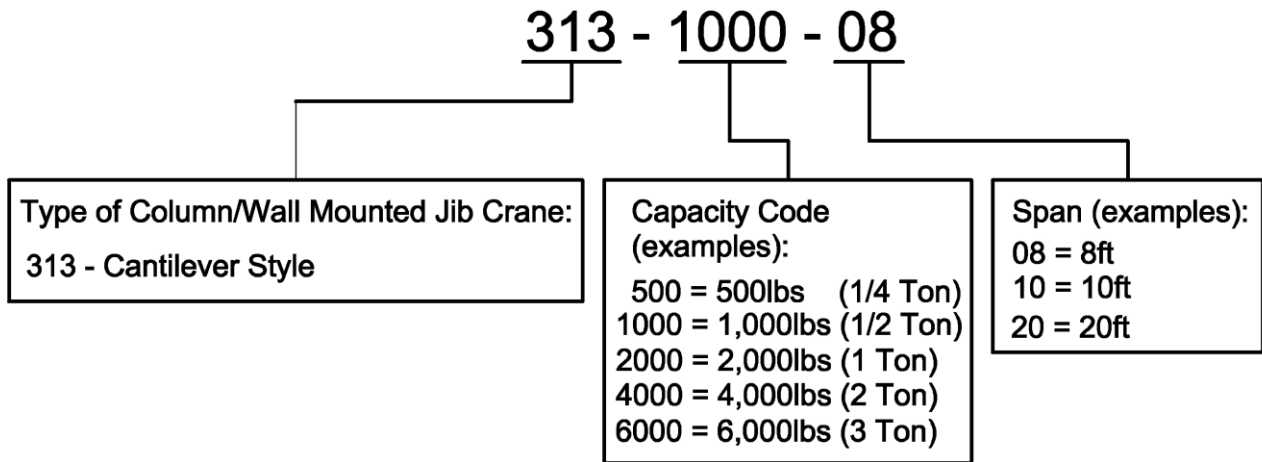 313 - 1000 - 08
Type of Column/Wall Mounted Jib Crane:
313 - Cantilever Style
Capacity Code
(examples):
500 = 500lbs (1/4 Ton)
1000 = 1,000lbs (1/2 Ton)
2000 = 2,000lbs (1 Ton)
4000 = 4,000lbs (2 Ton)
6000 = 6,000lbs (3 Ton)
Span (examples):
08 = 8ft
10 = 10ft
20 = 20ft